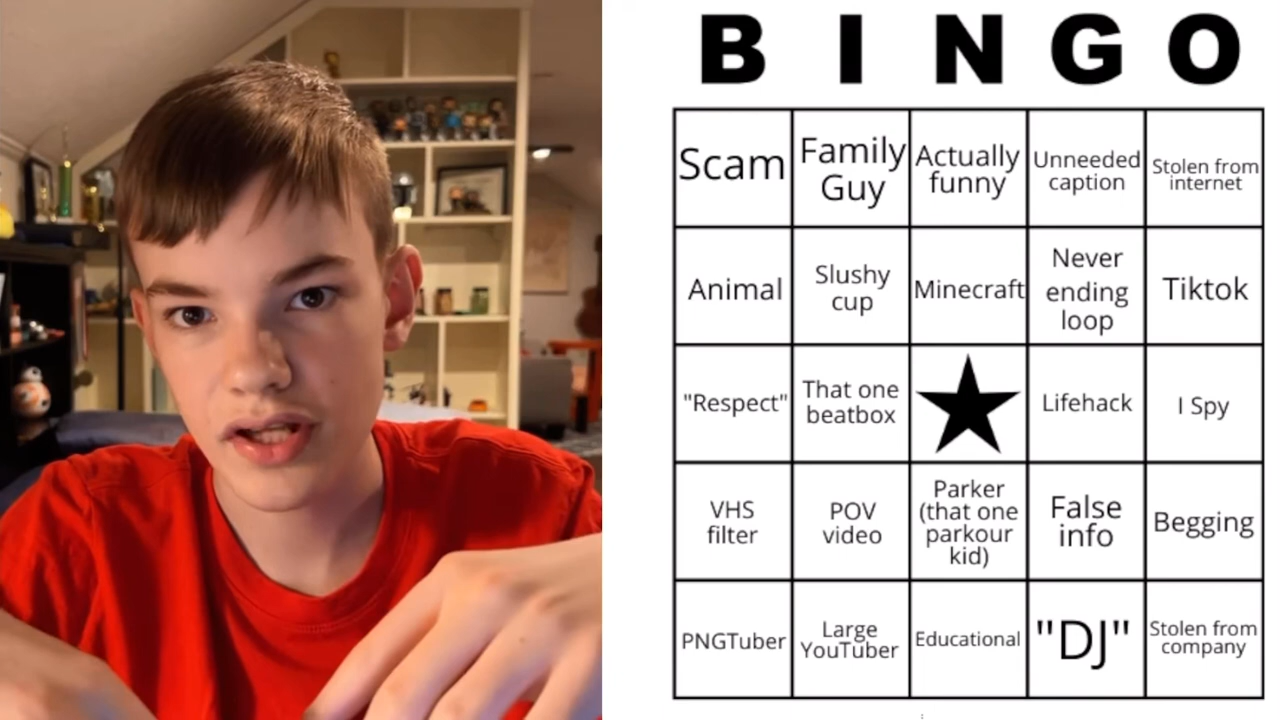 B I N G O
Scam
Family
Guy
Actually
funny
Unneeded
caption
Stolen from
internet
Animal
Slushy
cup
Minecraft
Never
ending
loop
Tiktok
"Respect"
That one
beatbox
Lifehack
I Spy
VHS
filter
POV
video
Parker
(that one
parkour
kid)
False
info
Begging
PNGTuber
Large
YouTuber
Educational
"DJ"
Stolen from
company